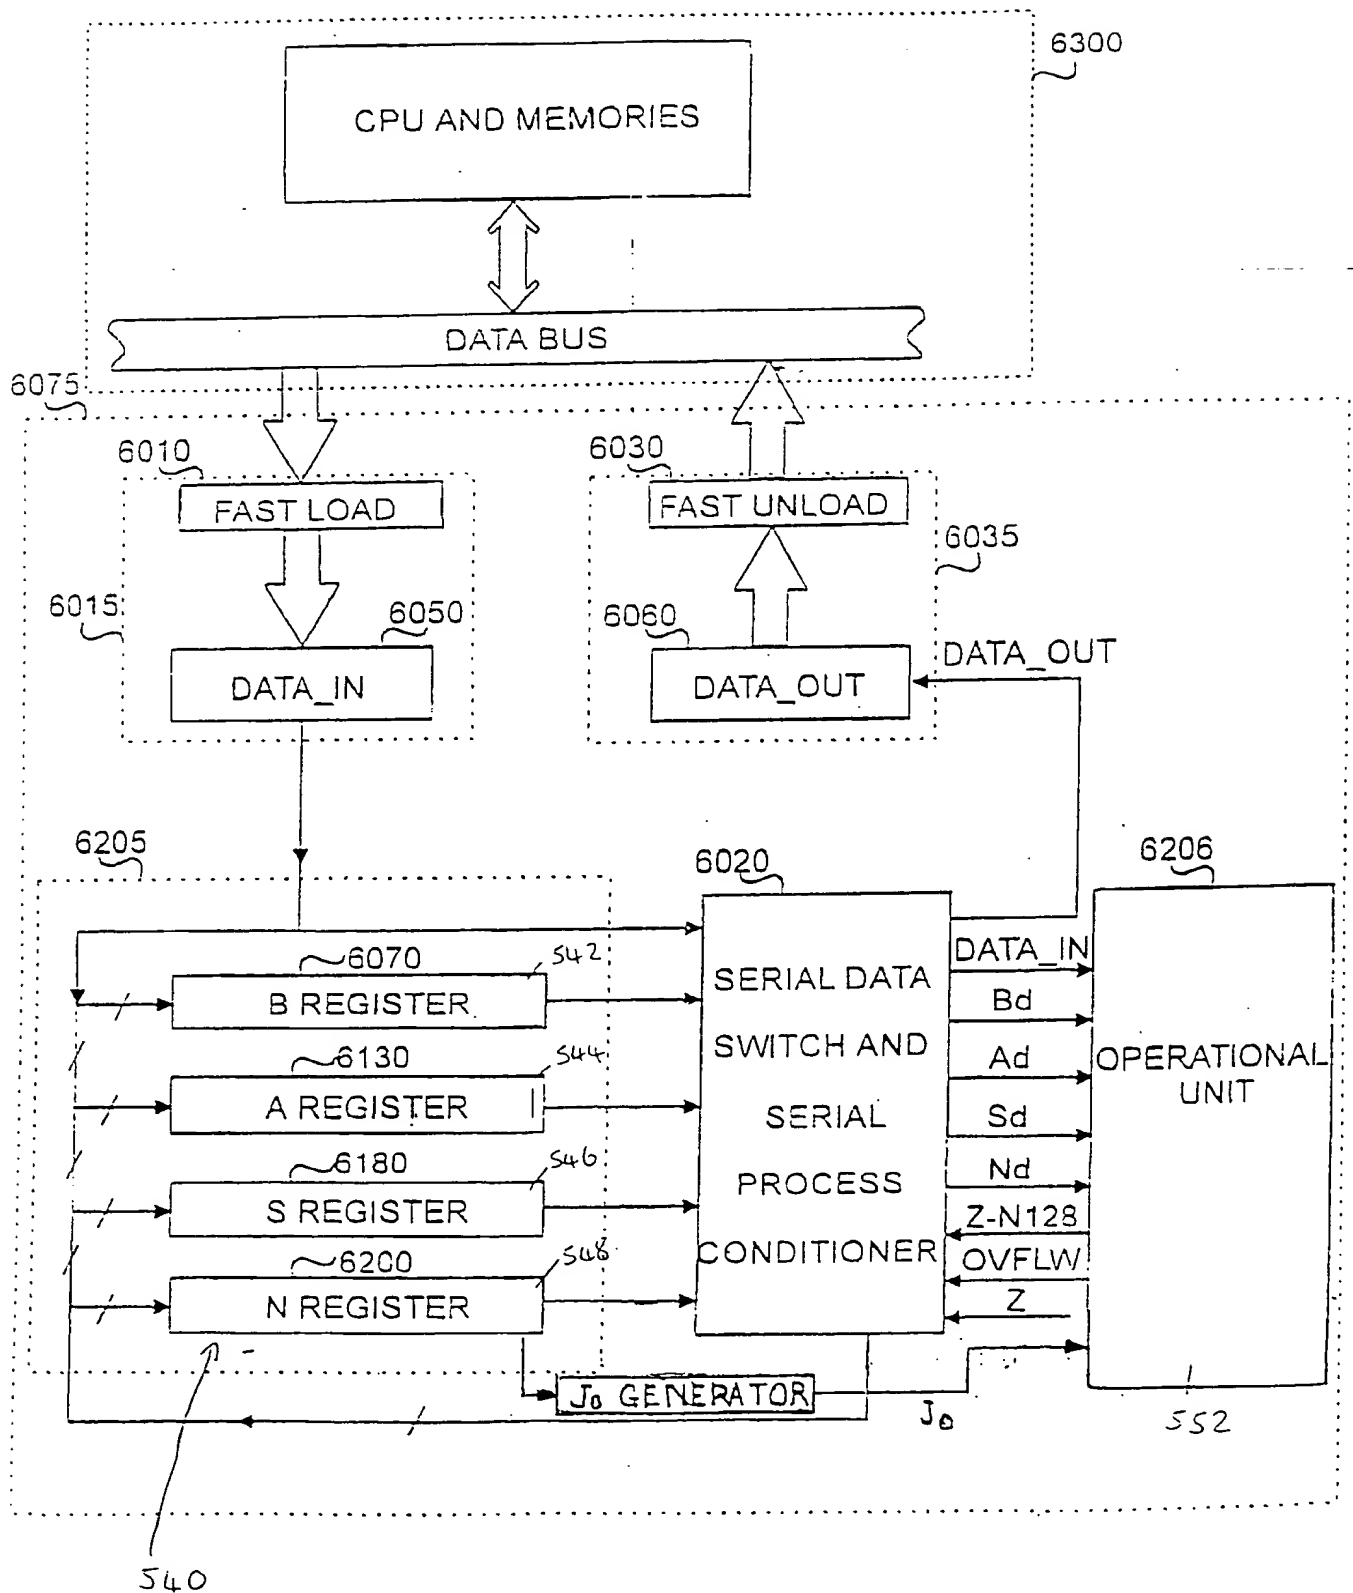 6300
CPU AND MEMORIES
DATA BUS
6075
6010
FAST LOAD
6030
FAST UNLOAD
6035
6015
6050
DATA_IN
6060
DATA_OUT
DATA_OUT
6205
6020
6206
6070
542
B REGISTER
6130
544
A REGISTER
6180
546
S REGISTER
6200
548
N REGISTER
SERIAL DATA
SWITCH AND
SERIAL
PROCESS
CONDITIONER
DATA_IN
Bd
Ad
Sd
Nd
Z-N128
OVFLW
Z
OPERATIONAL
UNIT
J0 GENERATOR
J0
552
540